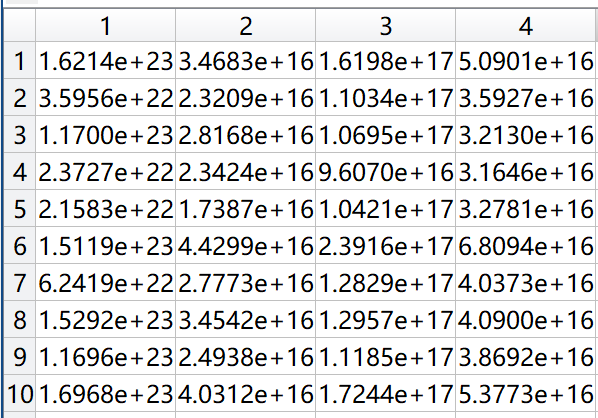 1 2 3 4
1 1.6214e+23 3.4683e+16 1.6198e+17 5.0901e+16
2 3.5956e+22 2.3209e+16 1.1034e+17 3.5927e+16
3 1.1700e+23 2.8168e+16 1.0695e+17 3.2130e+16
4 2.3727e+22 2.3424e+16 9.6070e+16 3.1646e+16
5 2.1583e+22 1.7387e+16 1.0421e+17 3.2781e+16
6 1.5119e+23 4.4299e+16 2.3916e+17 6.8094e+16
7 6.2419e+22 2.7773e+16 1.2829e+17 4.0373e+16
8 1.5292e+23 3.4542e+16 1.2957e+17 4.0900e+16
9 1.1696e+23 2.4938e+16 1.1185e+17 3.8692e+16
10 1.6968e+23 4.0312e+16 1.7244e+17 5.3773e+16